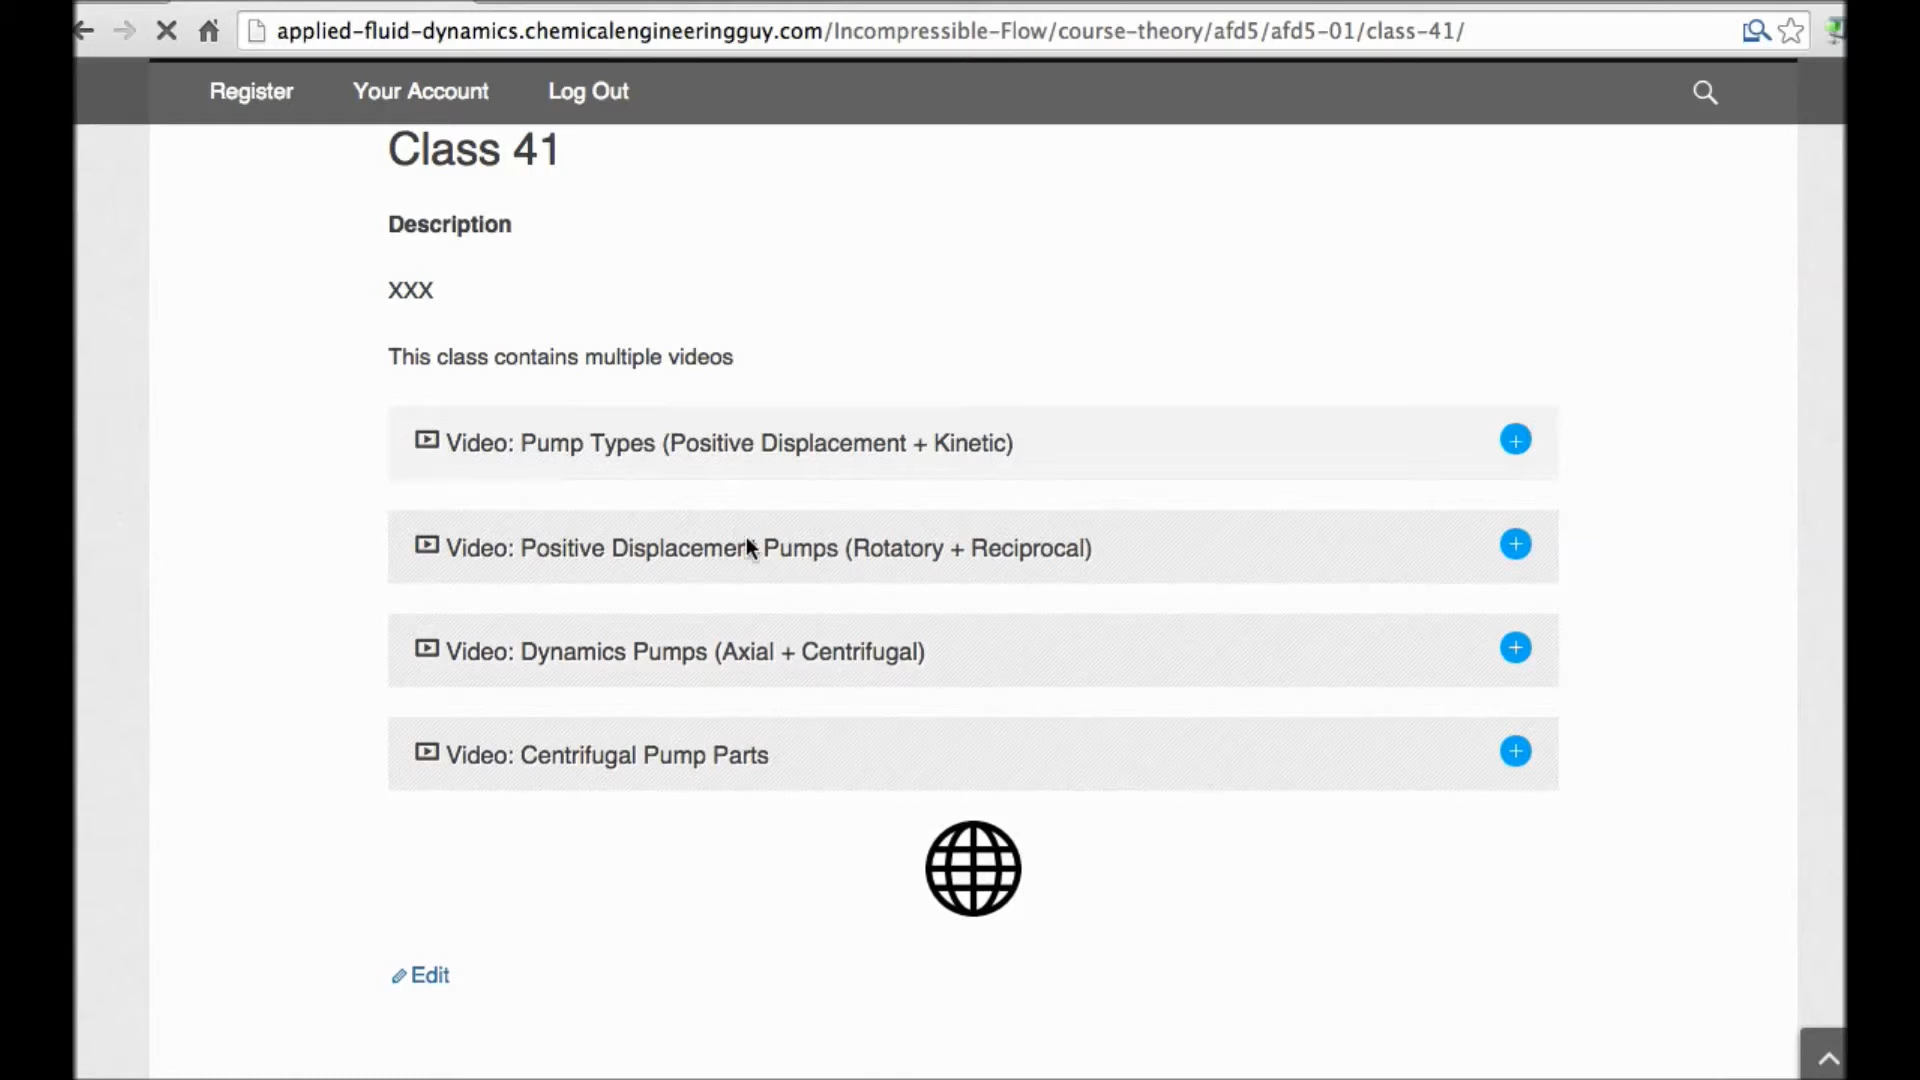 applied-fluid-dynamics.chemicalengineeringguy.com/Incompressible-Flow/course-theory/afd5/afd5-01/class-41/
Register Your Account Log Out
Class 41
Description
XXX
This class contains multiple videos
Video: Pump Types (Positive Displacement + Kinetic)
Video: Positive Displacement Pumps (Rotatory + Reciprocal)
Video: Dynamics Pumps (Axial + Centrifugal)
Video: Centrifugal Pump Parts
Edit